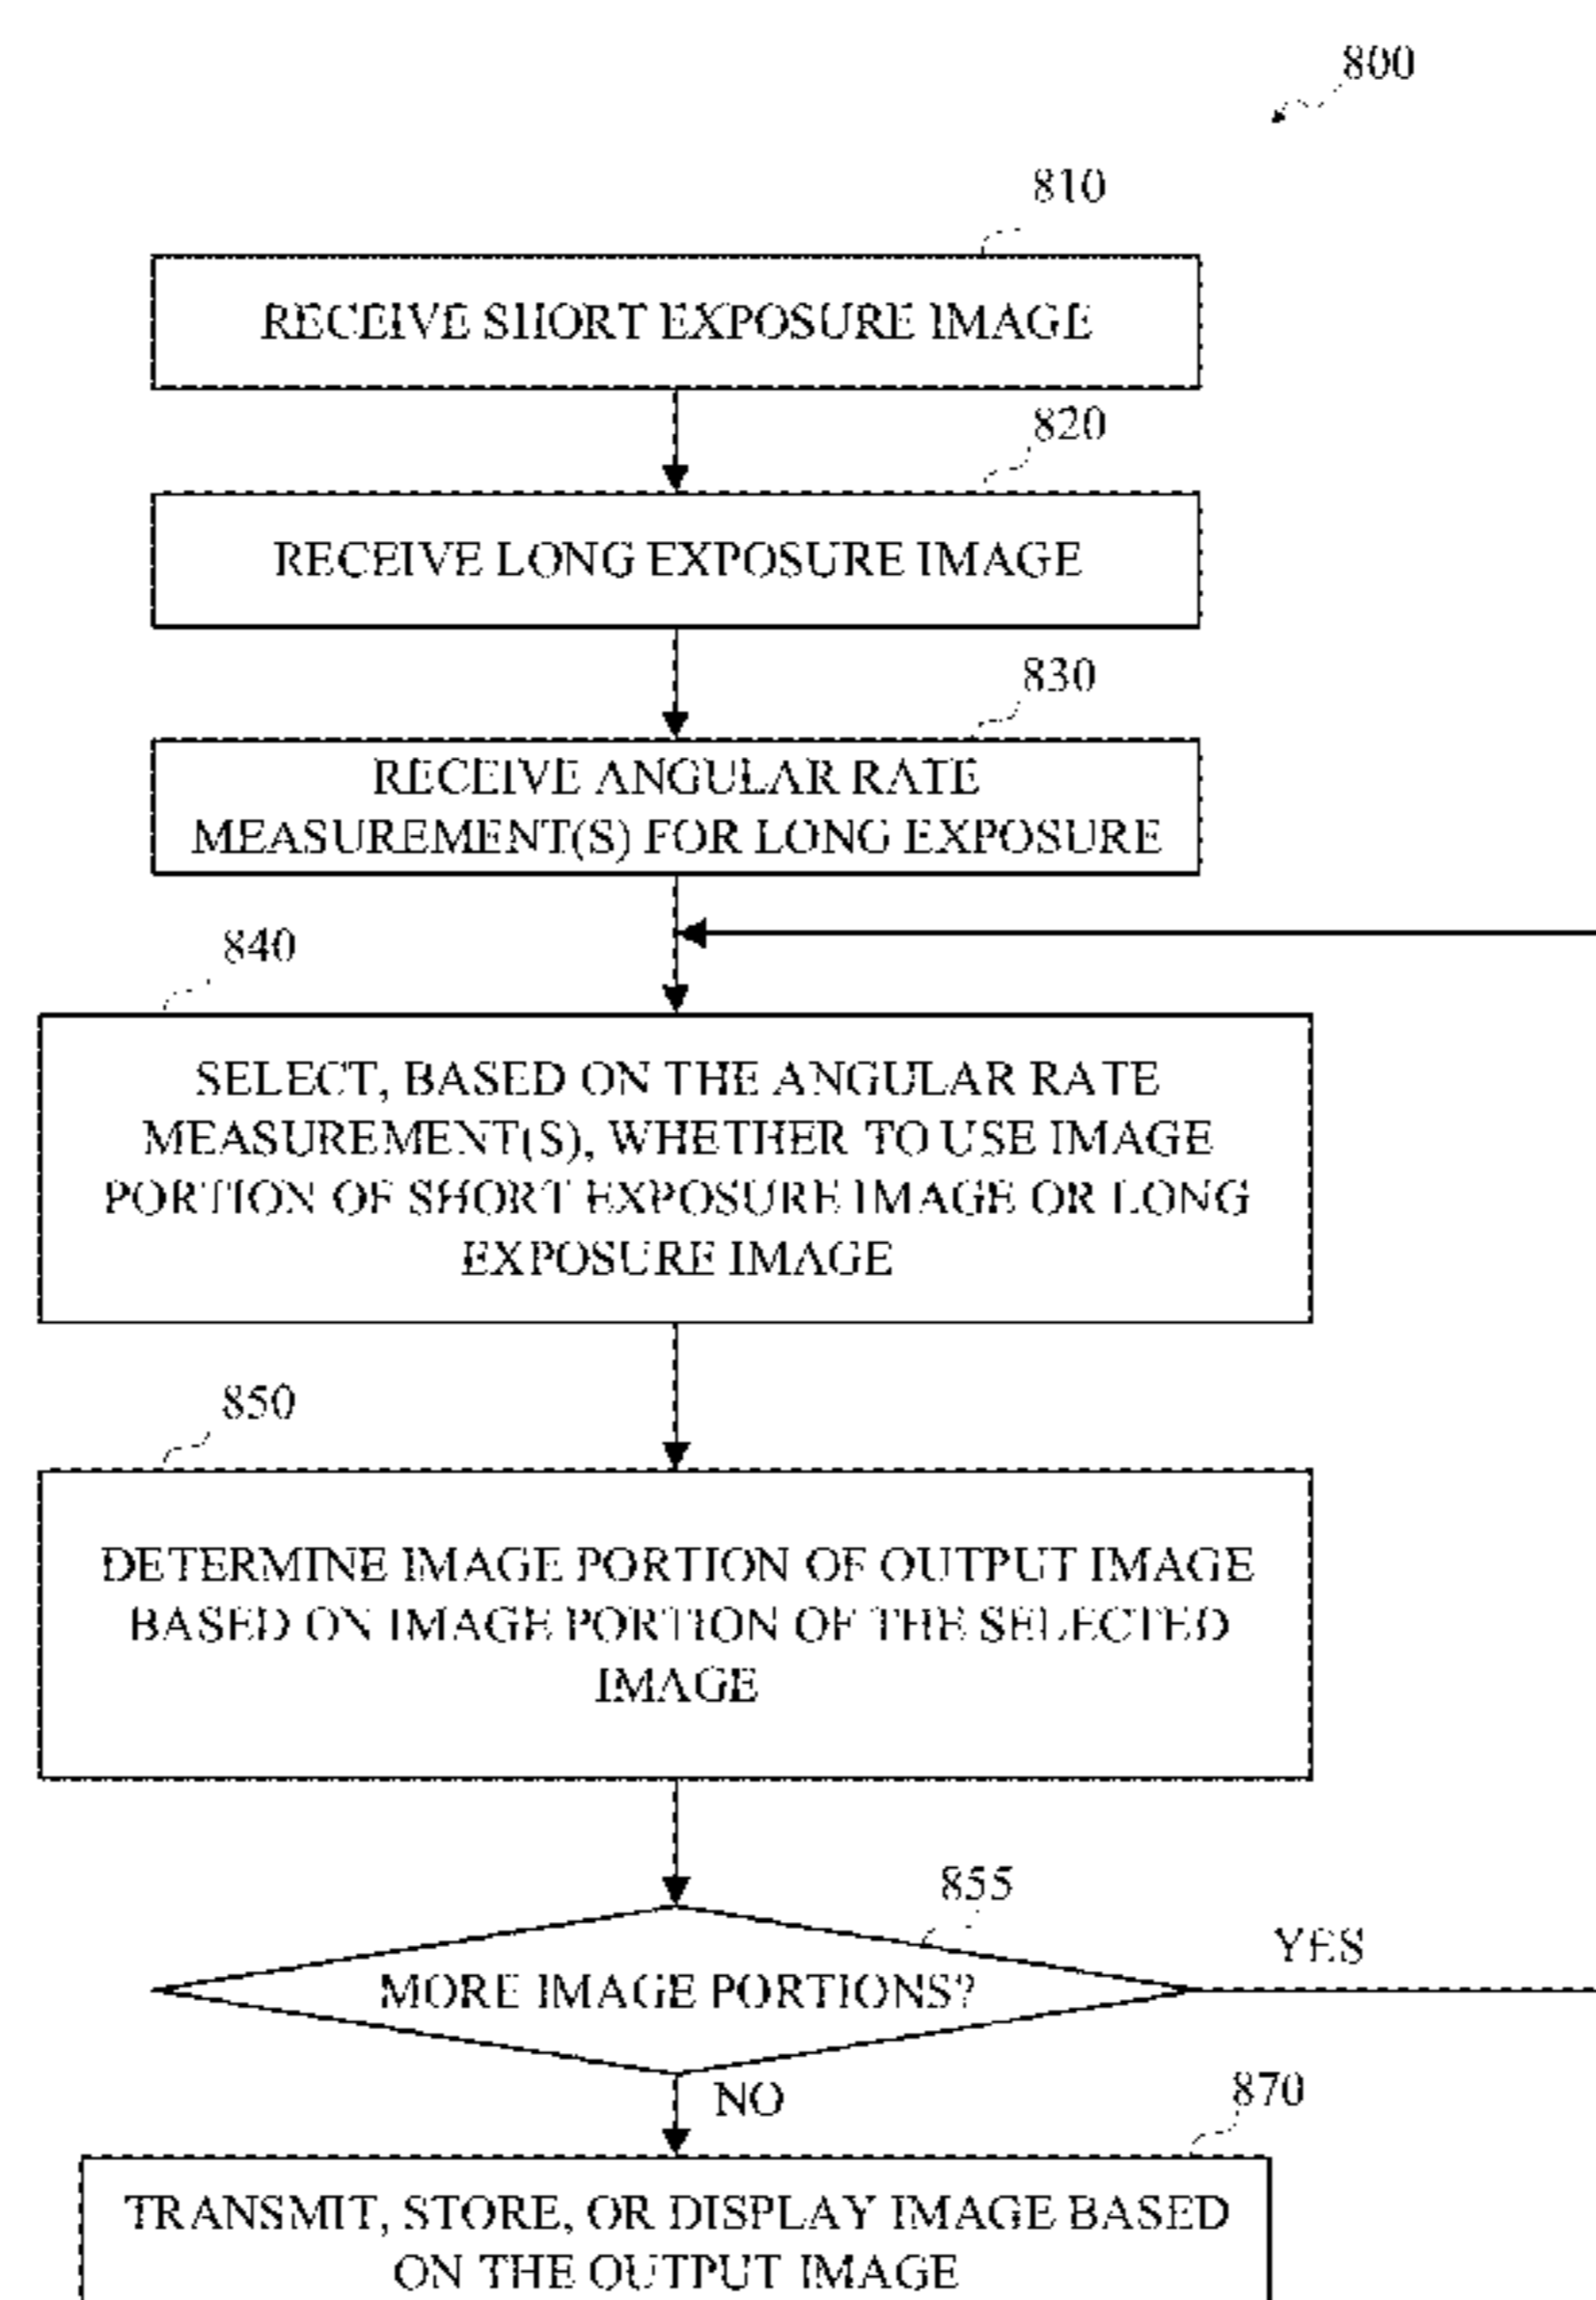 800
810
RECEIVE SHORT EXPOSURE IMAGE
820
RECEIVE LONG EXPOSURE IMAGE
830
RECEIVE ANGULAR RATE
MEASUREMENT(S) FOR LONG EXPOSURE
840
SELECT, BASED ON THE ANGULAR RATE
MEASUREMENT(S), WHETHER TO USE IMAGE
PORTION OF SHORT EXPOSURE IMAGE OR LONG
EXPOSURE IMAGE
850
DETERMINE IMAGE PORTION OF OUTPUT IMAGE
BASED ON IMAGE PORTION OF THE SELECTED
IMAGE
855
YES
MORE IMAGE PORTIONS?
NO
870
TRANSMIT, STORE, OR DISPLAY IMAGE BASED
ON THE OUTPUT IMAGE